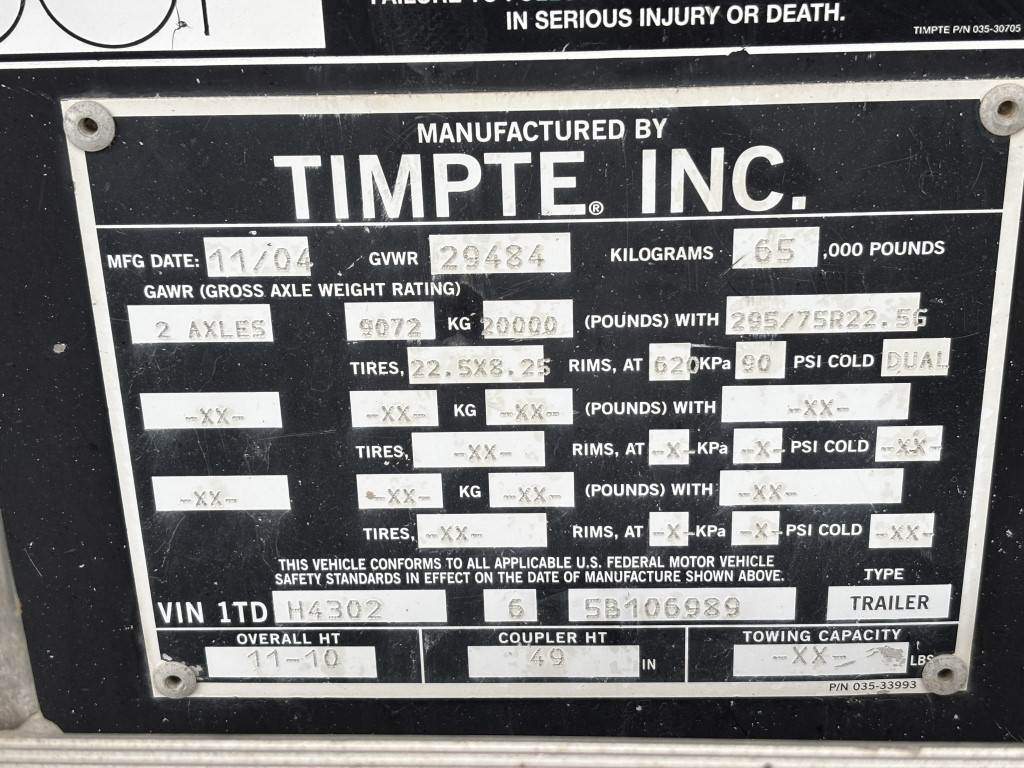 IN SERIOUS INJURY OR DEATH.
TIMPTE P/N 035-30705
MANUFACTURED BY
TIMPTE® INC.
MFG DATE: 11/04 GVWR 29484 KILOGRAMS 65 ,000 POUNDS
GAWR (GROSS AXLE WEIGHT RATING)
2 AXLES 9072 KG 20000 (POUNDS) WITH 295/75R22.5G
TIRES, 22.5X8.25 RIMS, AT 620 KPa 90 PSI COLD DUAL
-XX- -XX- KG -XX- (POUNDS) WITH -XX-
TIRES, -XX- RIMS, AT -X- KPa -X- PSI COLD -XX-
-XX- -XX- KG -XX- (POUNDS) WITH -XX-
TIRES, -XX- RIMS, AT -X- KPa -X- PSI COLD -XX-
THIS VEHICLE CONFORMS TO ALL APPLICABLE U.S. FEDERAL MOTOR VEHICLE
SAFETY STANDARDS IN EFFECT ON THE DATE OF MANUFACTURE SHOWN ABOVE.
TYPE
VIN 1TD H4302 6 5B106989 TRAILER
OVERALL HT COUPLER HT TOWING CAPACITY
11-10 49 IN -XX- LBS
P/N 035-33993